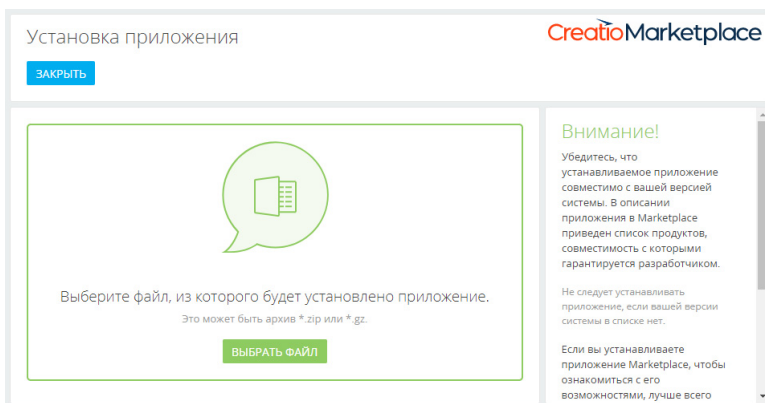 Установка приложения
Creatio Marketplace
ЗАКРЫТЬ
Выберите файл, из которого будет установлено приложение.
Это может быть архив *.zip или *.gz.
ВЫБРАТЬ ФАЙЛ
Внимание!
Убедитесь, что
устанавливаемое приложение
совместимо с вашей версией
системы. В описании
приложения в Marketplace
приведен список продуктов,
совместимость с которыми
гарантируется разработчиком.
Не следует устанавливать
приложение, если вашей версии
системы в списке нет.
Если вы устанавливаете
приложение Marketplace, чтобы
ознакомиться с его
возможностями, лучше всего